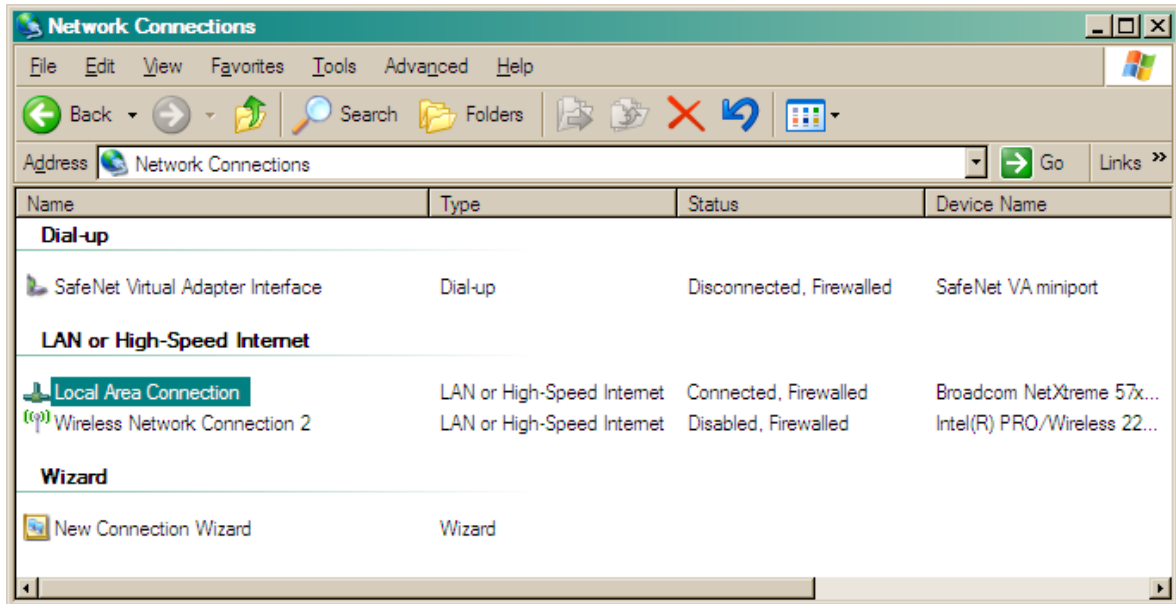 Network Connections
File Edit View Favorites Tools Advanced Help
Back Search Folders
Address Network Connections Go Links »
Name Type Status Device Name
Dial-up
SafeNet Virtual Adapter Interface Dial-up Disconnected, Firewalled SafeNet VA miniport
LAN or High-Speed Internet
Local Area Connection LAN or High-Speed Internet Connected, Firewalled Broadcom NetXtreme 57x...
Wireless Network Connection 2 LAN or High-Speed Internet Disabled, Firewalled Intel(R) PRO/Wireless 22...
Wizard
New Connection Wizard Wizard